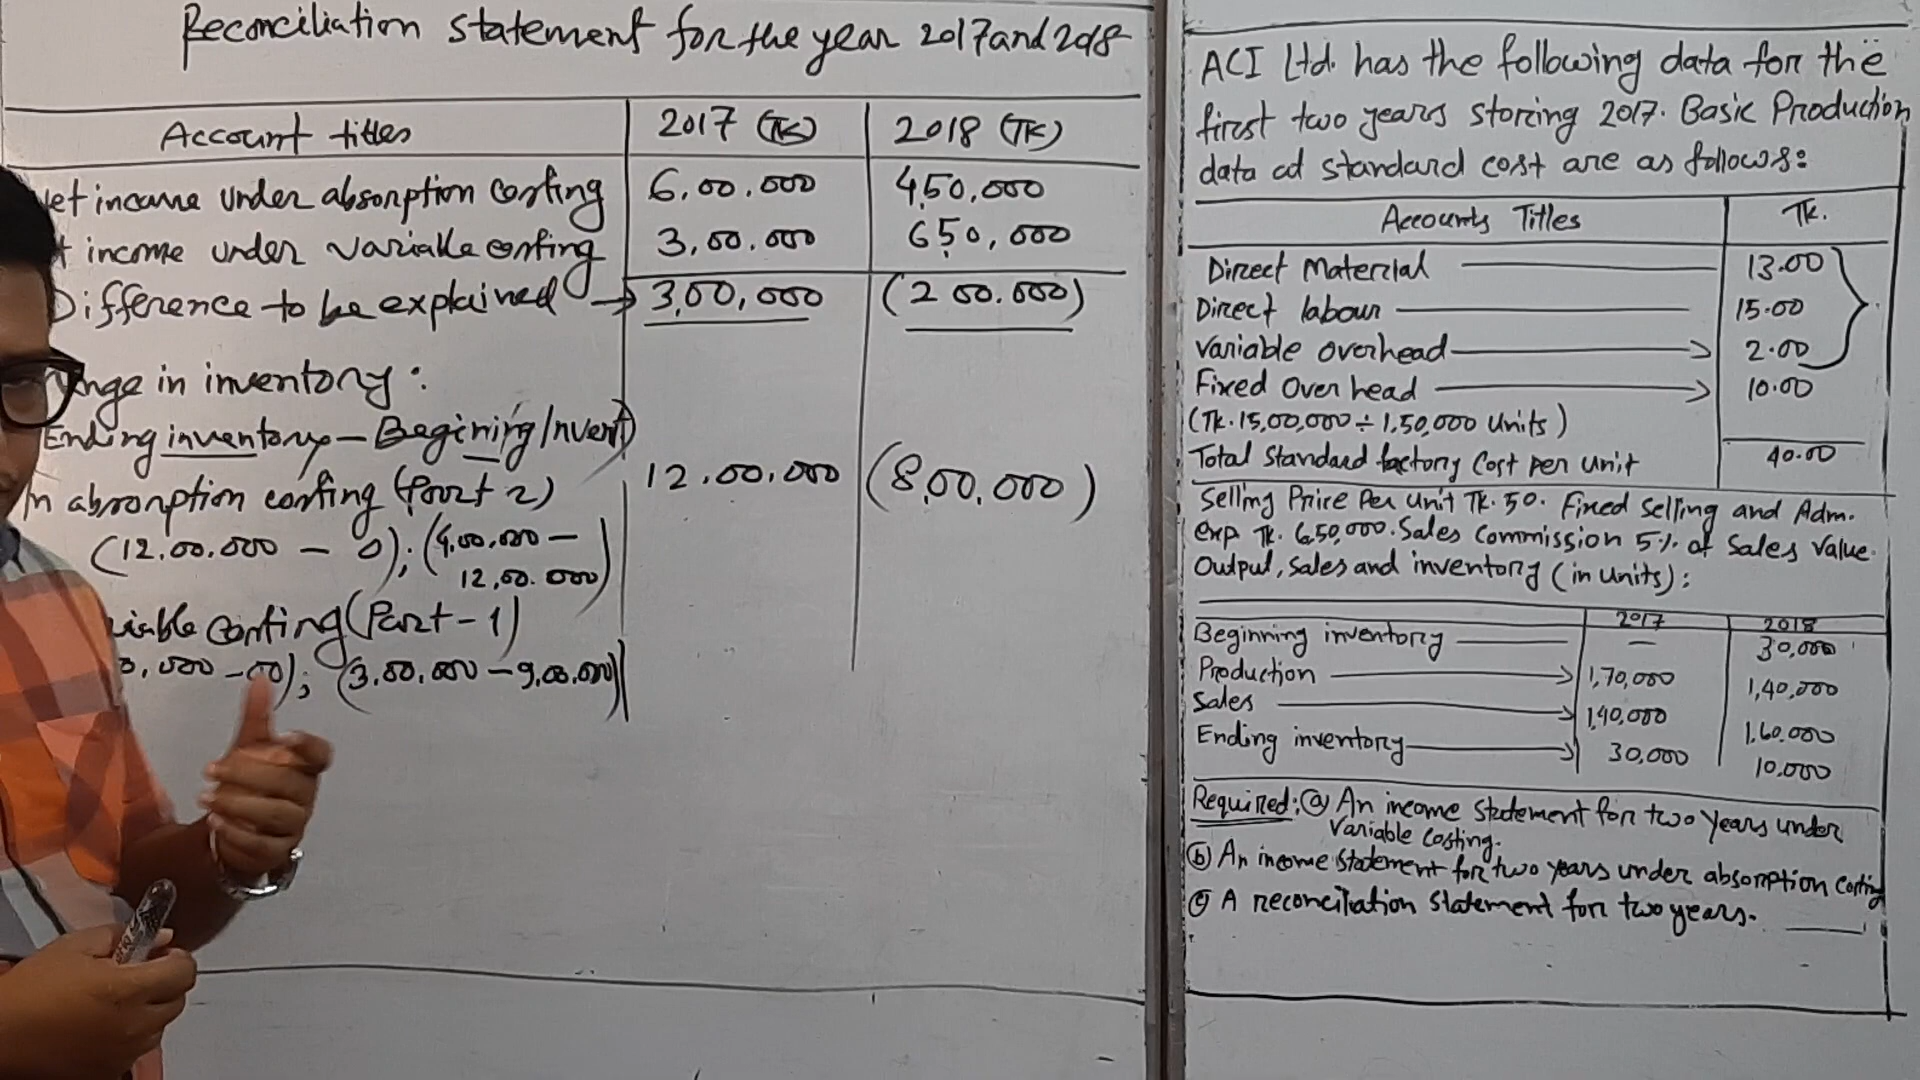 Reconciliation statement for the year 2017 and 2018
Account titles 2017 (TK) 2018 (TK)
et income under absorption costing 6,00.000 4,50,000
t income under variable costing 3,00.000 650,000
Difference to be explained → 3,00,000 (2 00.000)
ange in inventory :
Ending inventory – Begining Invent)
In absorption costing (Part 2) 12,00,000 (8,00,000)
(12,00,000 – 0); (4,00,000 –
12,00.000)
iable costing (Part-1)
0,000 – 00); (3,00,000 – 9,00,000)
ACI Ltd. has the following data for the
first two years storing 2017. Basic Production
data at standard cost are as follows:
Accounts Titles TK.
Direct Material 13.00
Direct labour 15.00
Variable overhead → 2.00
Fixed Over head → 10.00
(TK. 15,00,000 ÷ 1,50,000 Units)
Total Standard factory Cost per unit 40.00
Selling Price Per Unit TK. 50. Fixed Selling and Adm.
exp TK. 6,50,000. Sales Commission 5% of Sales Value.
Output, Sales and inventory (in units):
2017 2018
Beginning inventory — 30,000
Production → 1,70,000 1,40,000
Sales → 1,40,000 1,60,000
Ending inventory → 30,000 10,000
Required: (a) An income statement for two years under
variable costing.
(b) An income statement for two years under absorption costing
(c) A reconciliation statement for two years.